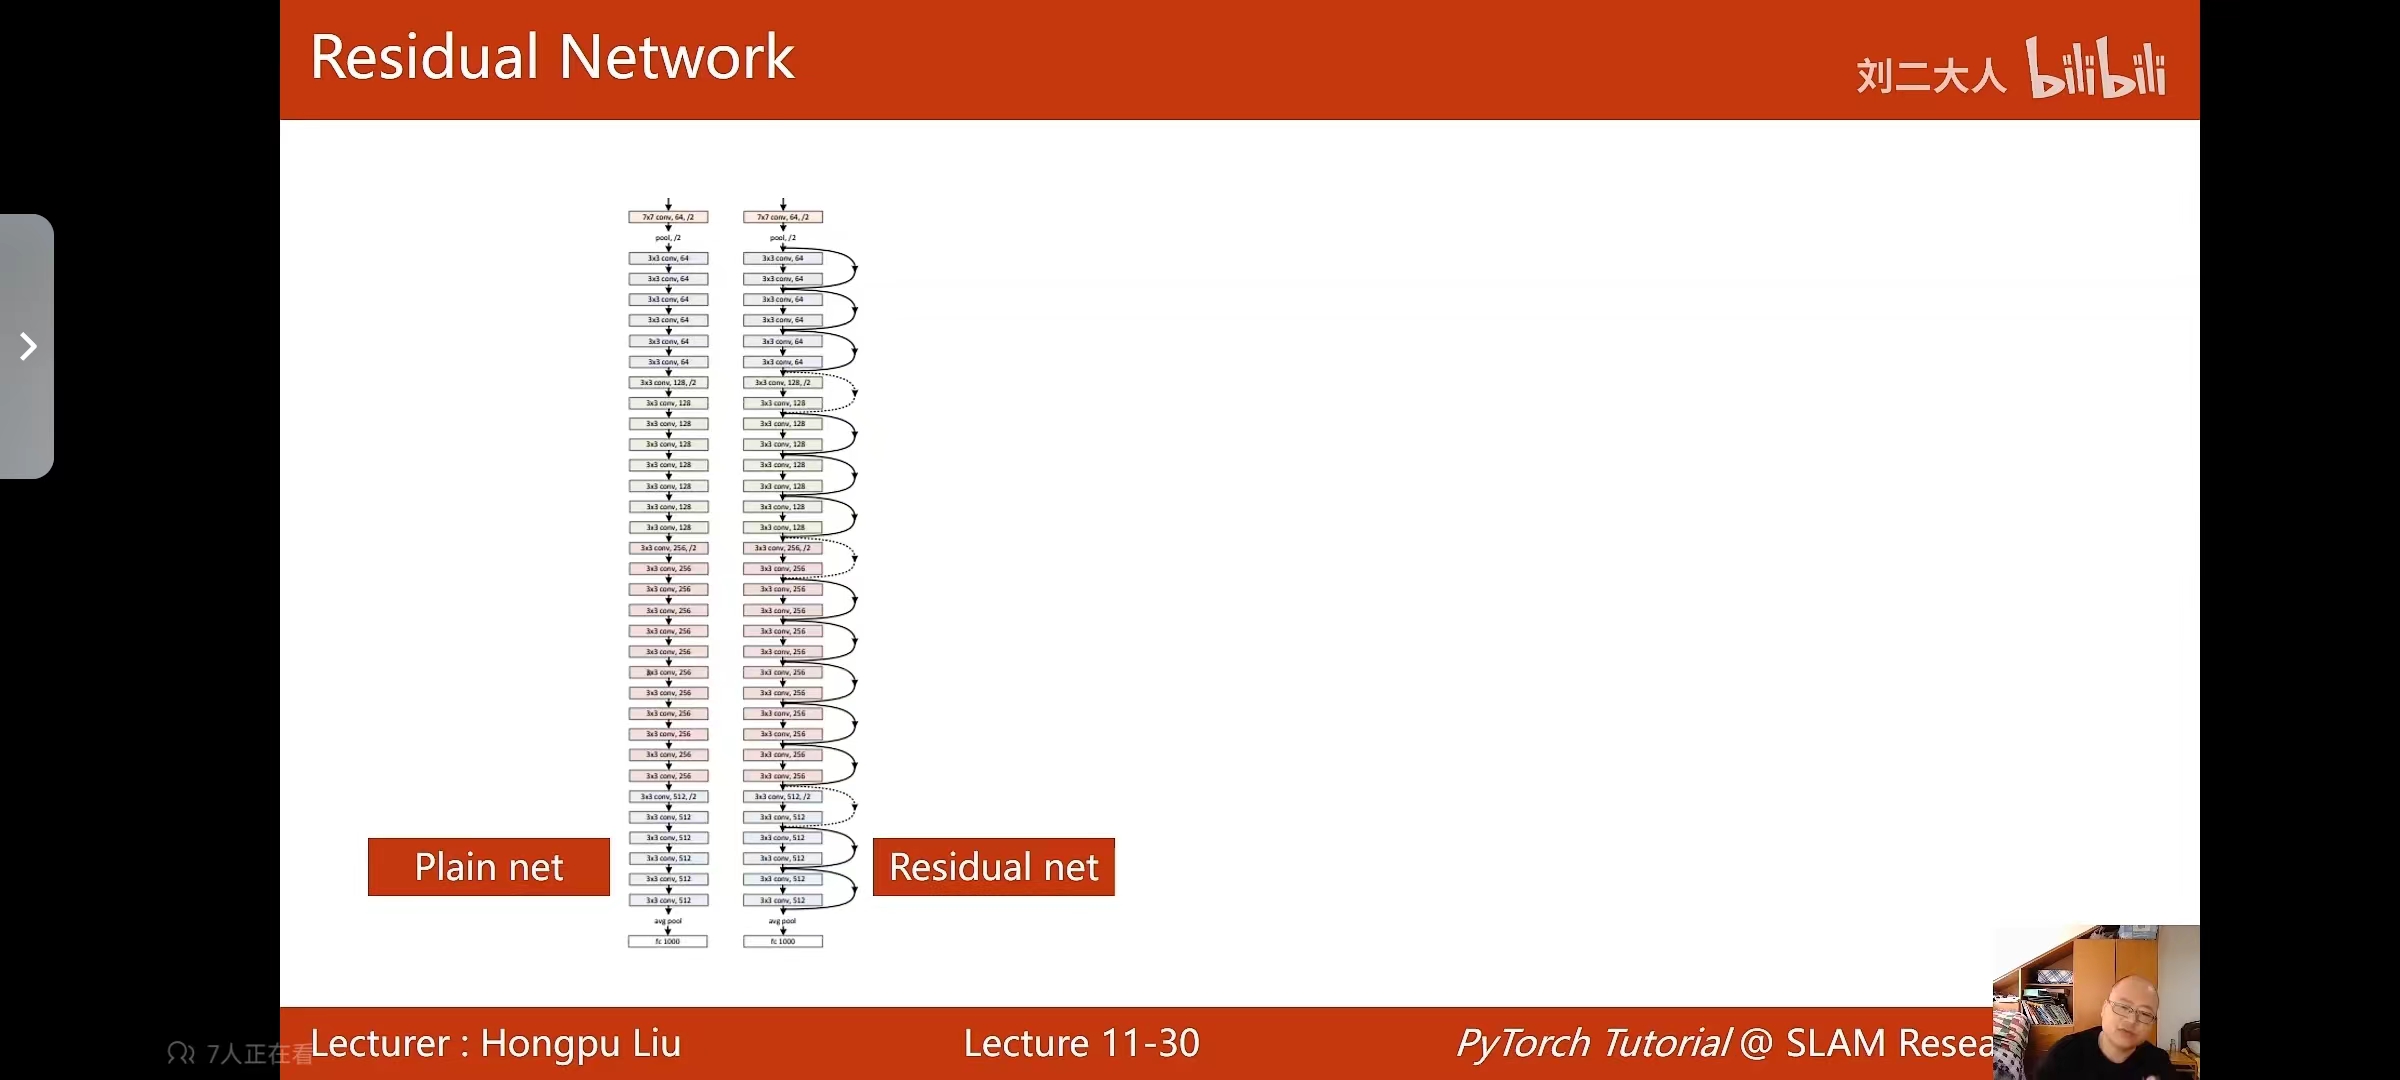 Residual Network
刘二大人 bilibili
7x7 conv, 64, /2
pool, /2
3x3 conv, 64
3x3 conv, 64
3x3 conv, 64
3x3 conv, 64
3x3 conv, 64
3x3 conv, 64
3x3 conv, 128, /2
3x3 conv, 128
3x3 conv, 128
3x3 conv, 128
3x3 conv, 128
3x3 conv, 128
3x3 conv, 128
3x3 conv, 128
3x3 conv, 256, /2
3x3 conv, 256
3x3 conv, 256
3x3 conv, 256
3x3 conv, 256
3x3 conv, 256
3x3 conv, 256
3x3 conv, 256
3x3 conv, 256
3x3 conv, 256
3x3 conv, 256
3x3 conv, 256
3x3 conv, 512, /2
3x3 conv, 512
3x3 conv, 512
3x3 conv, 512
3x3 conv, 512
3x3 conv, 512
avg pool
fc 1000
7x7 conv, 64, /2
pool, /2
3x3 conv, 64
3x3 conv, 64
3x3 conv, 64
3x3 conv, 64
3x3 conv, 64
3x3 conv, 64
3x3 conv, 128, /2
3x3 conv, 128
3x3 conv, 128
3x3 conv, 128
3x3 conv, 128
3x3 conv, 128
3x3 conv, 128
3x3 conv, 128
3x3 conv, 256, /2
3x3 conv, 256
3x3 conv, 256
3x3 conv, 256
3x3 conv, 256
3x3 conv, 256
3x3 conv, 256
3x3 conv, 256
3x3 conv, 256
3x3 conv, 256
3x3 conv, 256
3x3 conv, 256
3x3 conv, 512, /2
3x3 conv, 512
3x3 conv, 512
3x3 conv, 512
3x3 conv, 512
3x3 conv, 512
avg pool
fc 1000
Plain net
Residual net
Lecturer : Hongpu Liu
Lecture 11-30
PyTorch Tutorial @ SLAM Resea
7人正在看